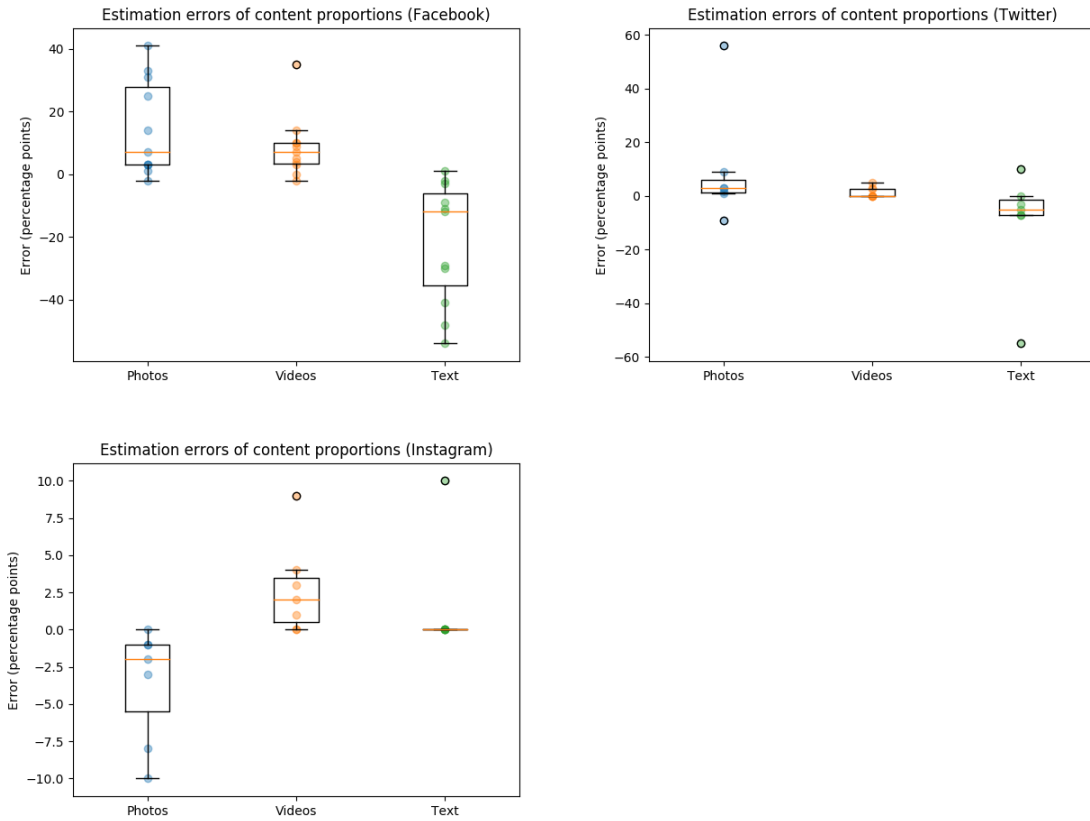 Estimation errors of content proportions (Facebook)
Error (percentage points)
40
20
0
−20
−40
Photos
Videos
Text
Estimation errors of content proportions (Twitter)
Error (percentage points)
60
40
20
0
−20
−40
−60
Photos
Videos
Text
Estimation errors of content proportions (Instagram)
Error (percentage points)
10.0
7.5
5.0
2.5
0.0
−2.5
−5.0
−7.5
−10.0
Photos
Videos
Text